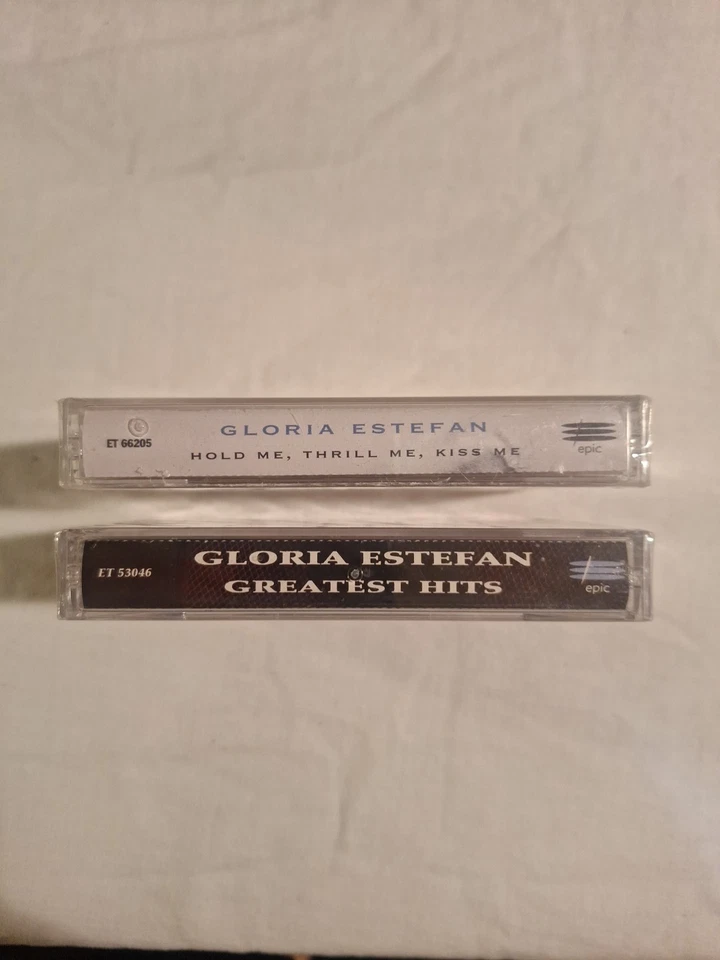 ET 66205
GLORIA ESTEFAN
HOLD ME, THRILL ME, KISS ME
epic
ET 53046
GLORIA ESTEFAN
GREATEST HITS
epic